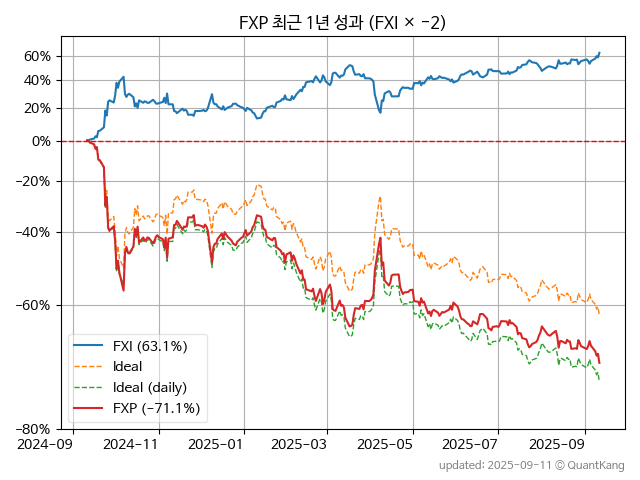 FXP 최근 1년 성과 (FXI × −2)
60%
40%
20%
0%
−20%
−40%
−60%
−80%
FXI (63.1%)
Ideal
Ideal (daily)
FXP (−71.1%)
2024-09
2024-11
2025-01
2025-03
2025-05
2025-07
2025-09
updated: 2025-09-11 © QuantKang